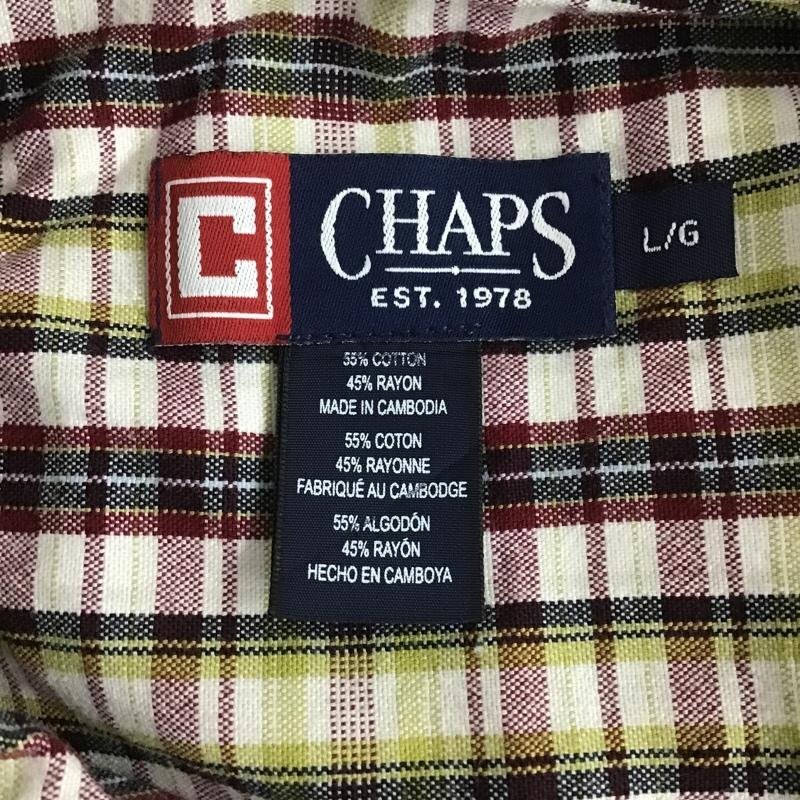 C
CHAPS
EST. 1978
L/G
55% COTTON
45% RAYON
MADE IN CAMBODIA
55% COTON
45% RAYONNE
FABRIQUÉ AU CAMBODGE
55% ALGODÓN
45% RAYÓN
HECHO EN CAMBOYA